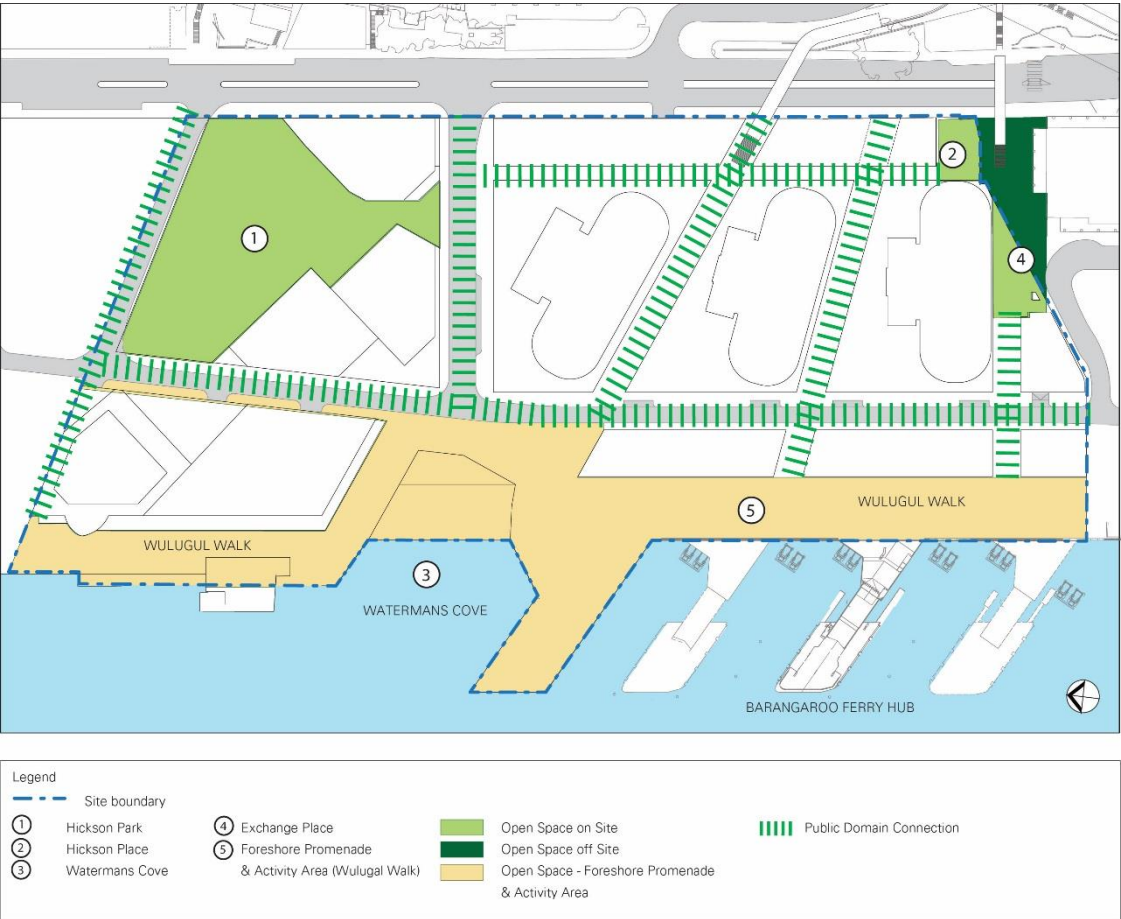 1
2
4
5
WULUGUL WALK
WULUGUL WALK
3
WATERMANS COVE
BARANGAROO FERRY HUB
Legend
Site boundary
1 Hickson Park
2 Hickson Place
3 Watermans Cove
4 Exchange Place
5 Foreshore Promenade
& Activity Area (Wulugal Walk)
Open Space on Site
Open Space off Site
Open Space - Foreshore Promenade
& Activity Area
Public Domain Connection